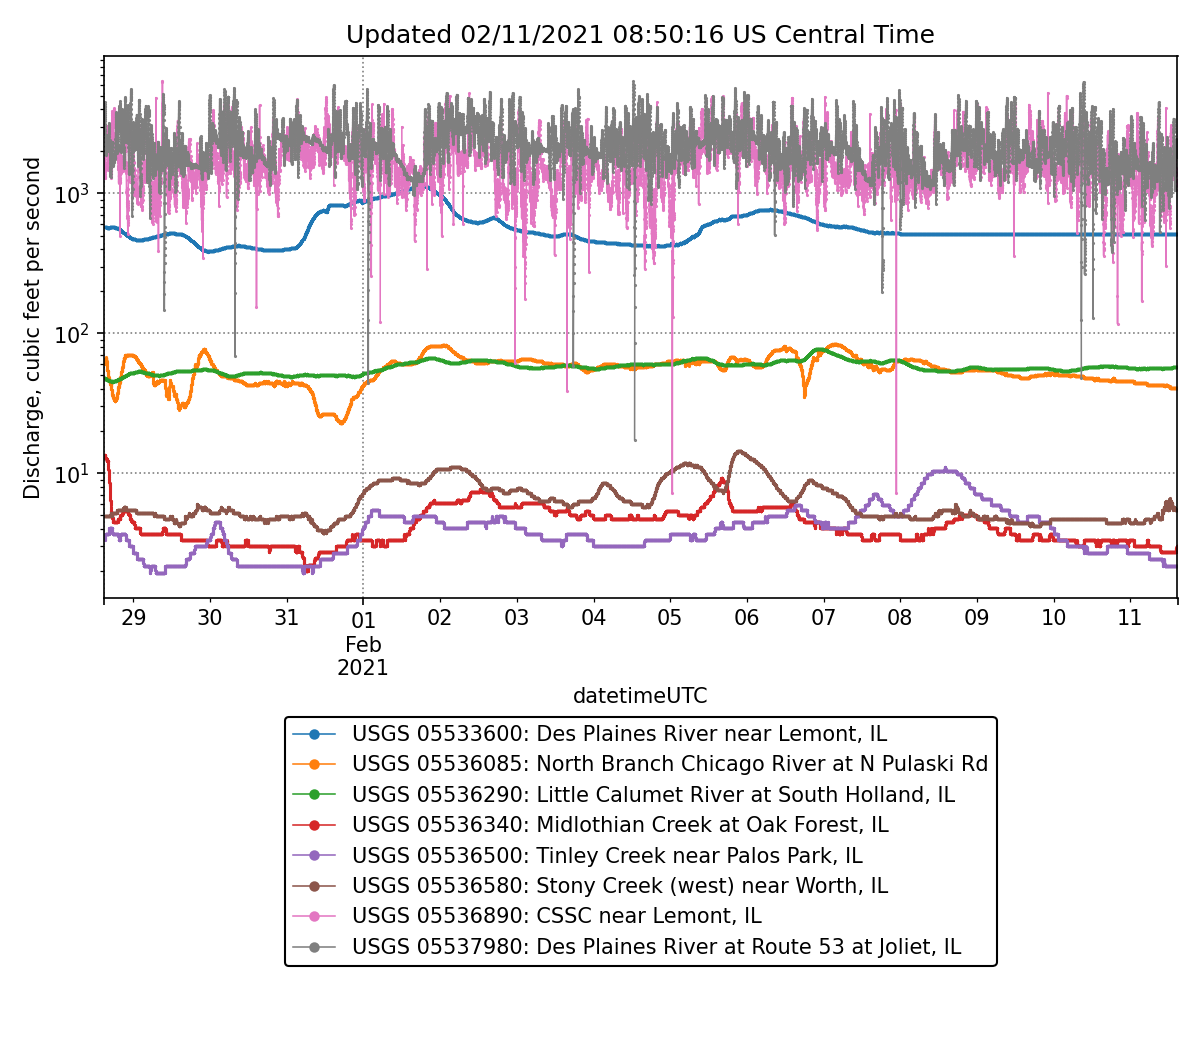 Updated 02/11/2021 08:50:16 US Central Time
Discharge, cubic feet per second
10³
10²
10¹
29 30 31 01 02 03 04 05 06 07 08 09 10 11
Feb
2021
datetimeUTC
USGS 05533600: Des Plaines River near Lemont, IL
USGS 05536085: North Branch Chicago River at N Pulaski Rd
USGS 05536290: Little Calumet River at South Holland, IL
USGS 05536340: Midlothian Creek at Oak Forest, IL
USGS 05536500: Tinley Creek near Palos Park, IL
USGS 05536580: Stony Creek (west) near Worth, IL
USGS 05536890: CSSC near Lemont, IL
USGS 05537980: Des Plaines River at Route 53 at Joliet, IL